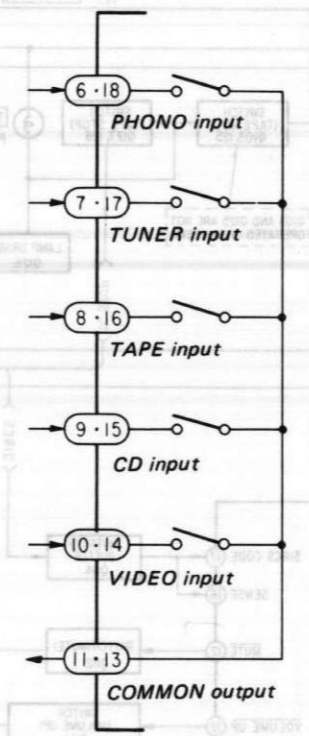 6·18
PHONO input
7·17
TUNER input
8·16
TAPE input
9·15
CD input
10·14
VIDEO input
11·13
COMMON output